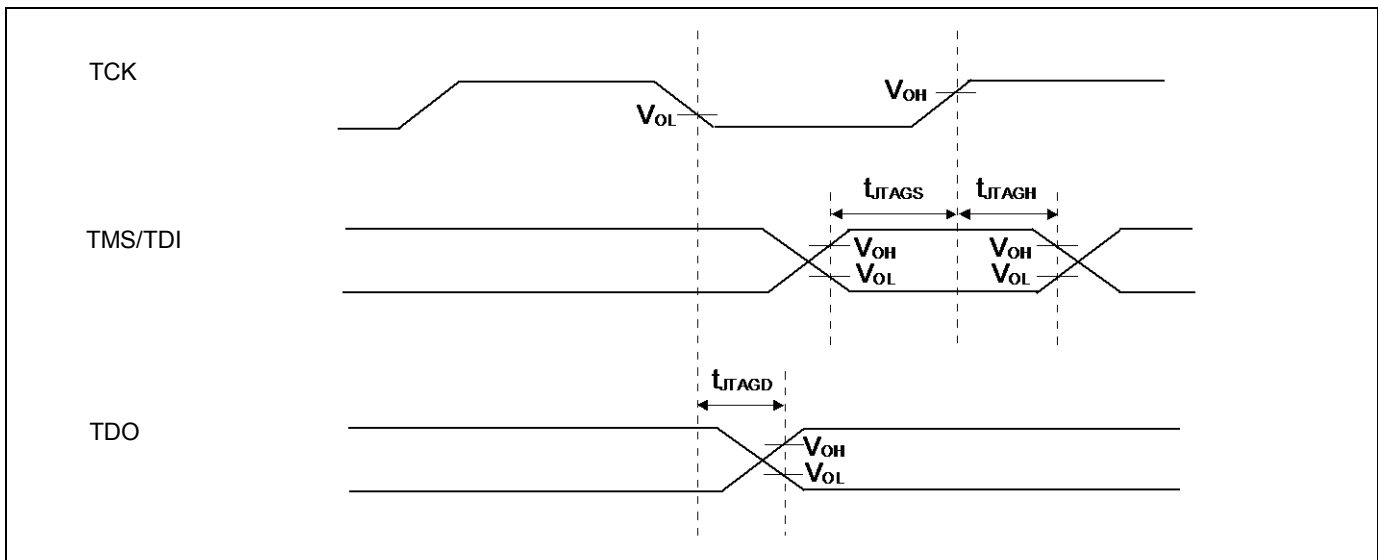 TCK
VOL
VOH
tJTAGS tJTAGH
TMS/TDI
VOH VOH
VOL VOL
tJTAGD
TDO
VOH
VOL